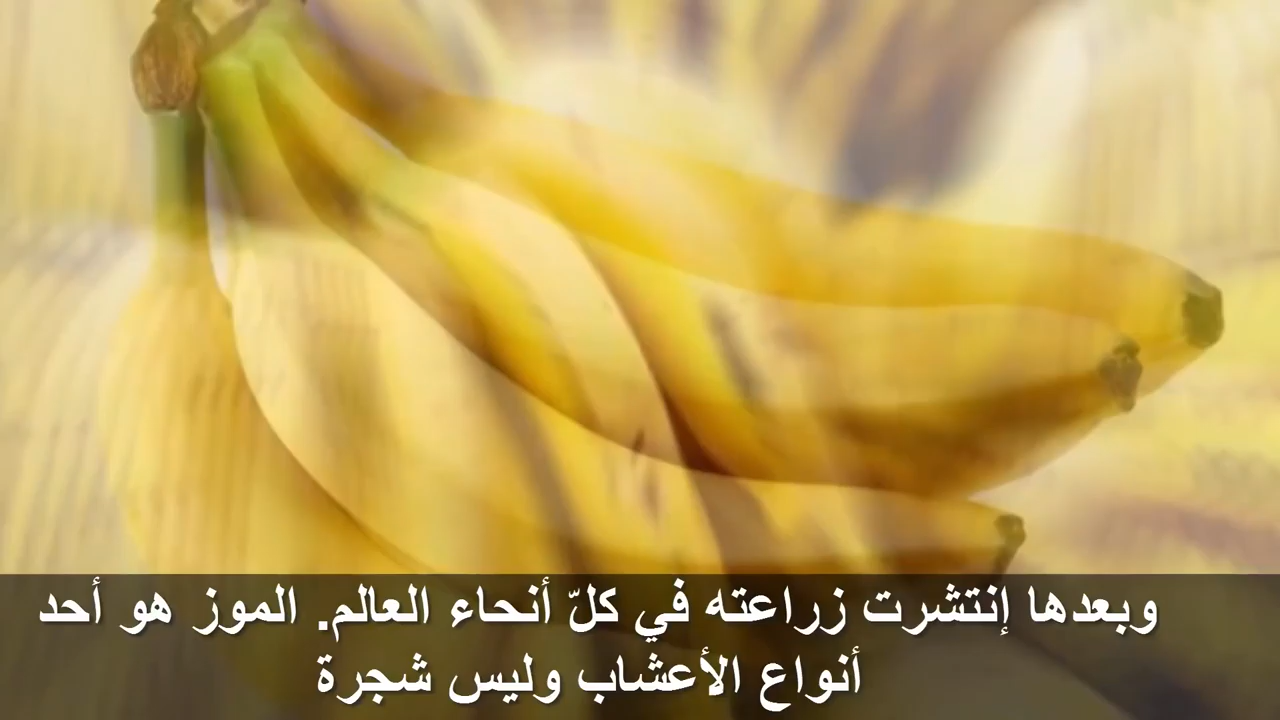 وبعدها إنتشرت زراعته في كلّ أنحاء العالم. الموز هو أحد
أنواع الأعشاب وليس شجرة